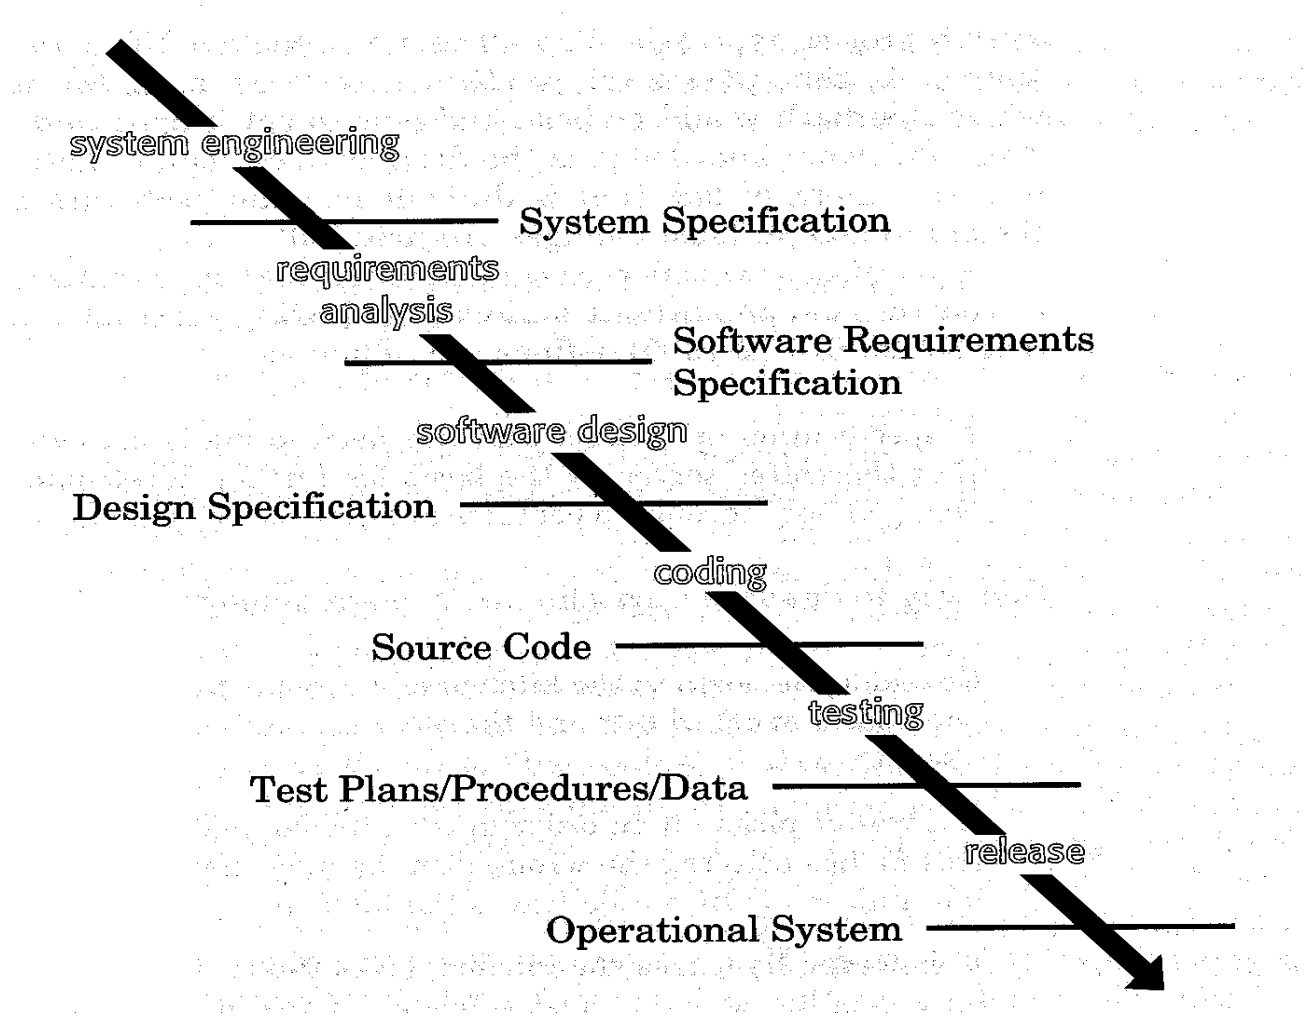 system engineering
System Specification
requirements
analysis
Software Requirements
Specification
software design
Design Specification
coding
Source Code
testing
Test Plans/Procedures/Data
release
Operational System